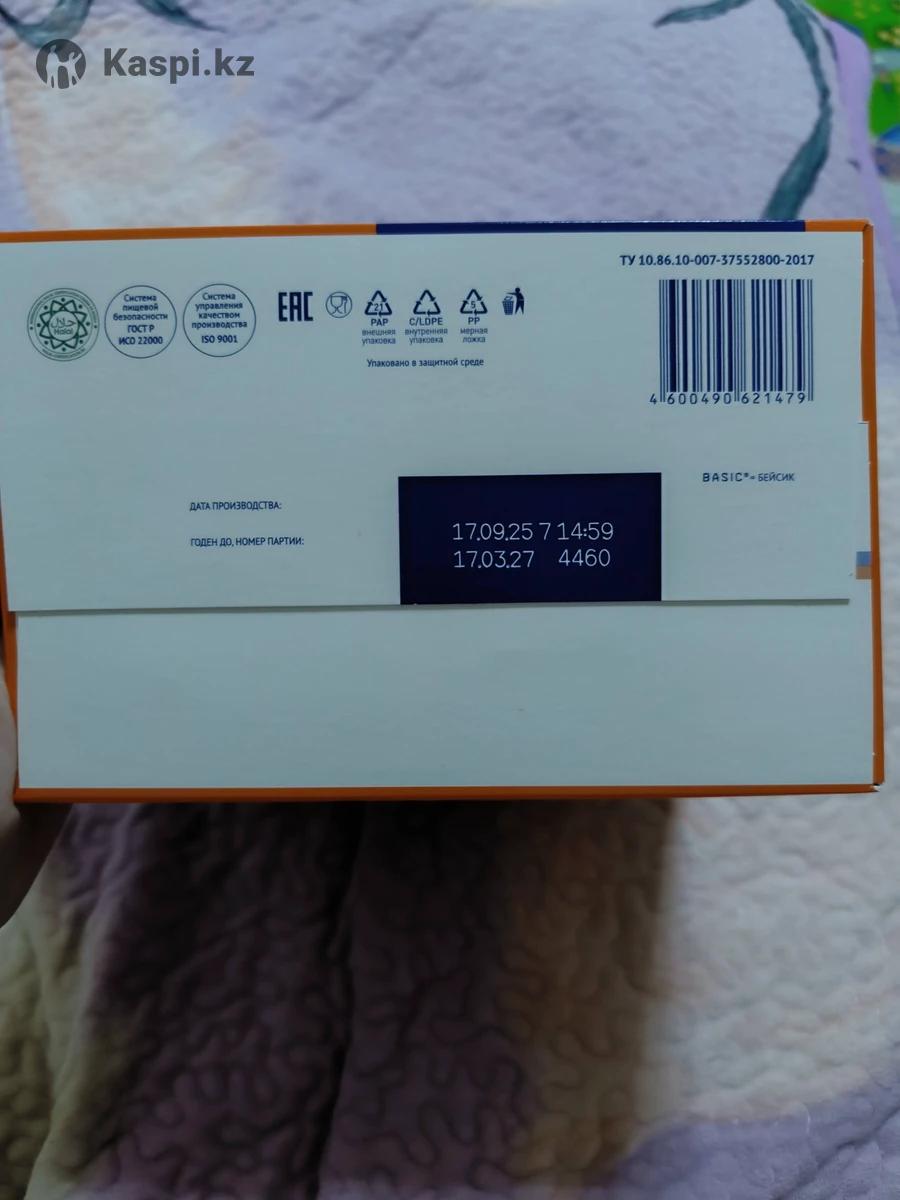 Kaspi.kz
ТУ 10.86.10-007-37552800-2017
حلال
Halal
Система
пищевой
безопасности
ГОСТ Р
ИСО 22000
Система
управления
качеством
производства
ISO 9001
EAC
21
PAP
внешняя
упаковка
C/LDPE
внутренняя
упаковка
5
PP
мерная
ложка
Упаковано в защитной среде
4 600490 621479
BASIC® = БЕЙСИК
ДАТА ПРОИЗВОДСТВА:
ГОДЕН ДО, НОМЕР ПАРТИИ:
17.09.25 7 14:59
17.03.27 4460